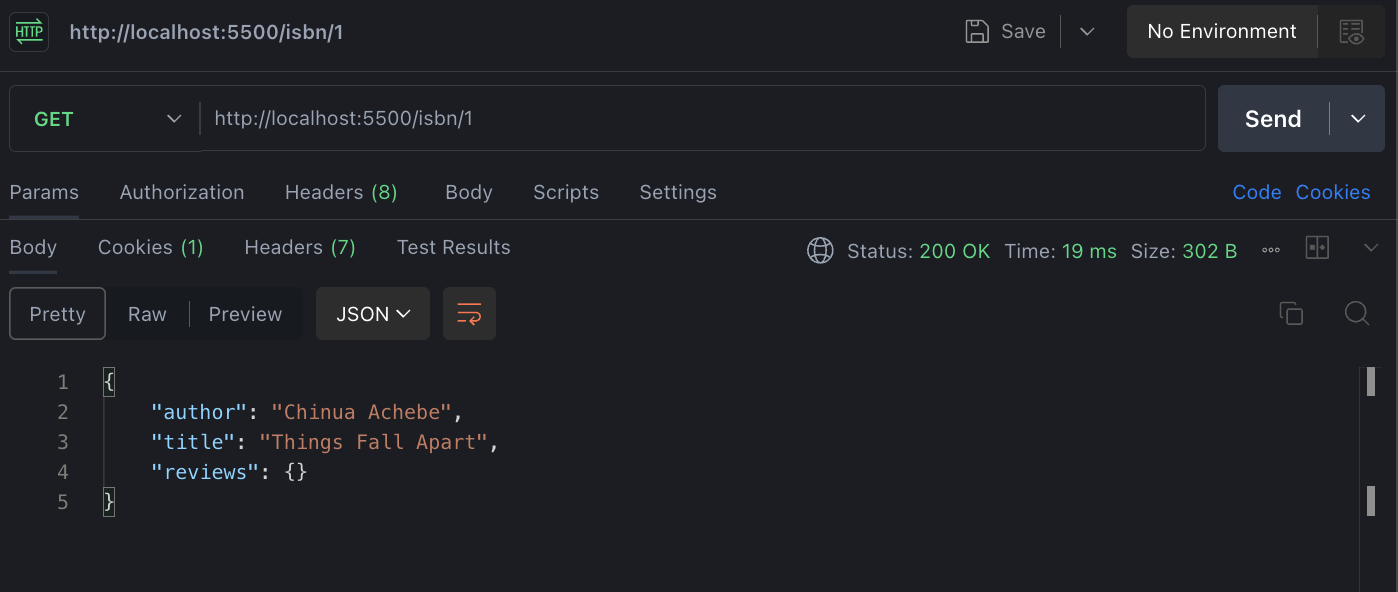 HTTP http://localhost:5500/isbn/1 Save No Environment
GET http://localhost:5500/isbn/1 Send
Params Authorization Headers (8) Body Scripts Settings Code Cookies
Body Cookies (1) Headers (7) Test Results Status: 200 OK Time: 19 ms Size: 302 B
Pretty Raw Preview JSON
1 {
2 "author": "Chinua Achebe",
3 "title": "Things Fall Apart",
4 "reviews": {}
5 }